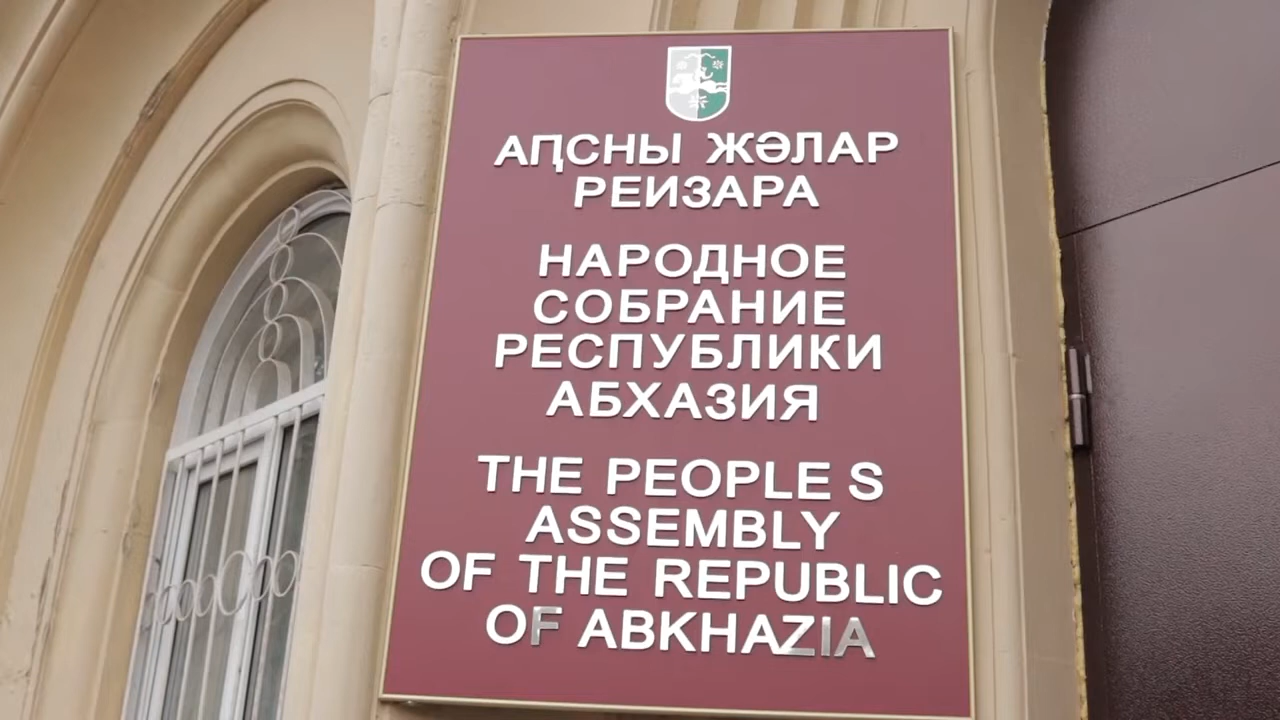 АԤСНЫ ЖӘЛАР
РЕИЗАРА
НАРОДНОЕ
СОБРАНИЕ
РЕСПУБЛИКИ
АБХАЗИЯ
THE PEOPLE S
ASSEMBLY
OF THE REPUBLIC
OF ABKHAZIA